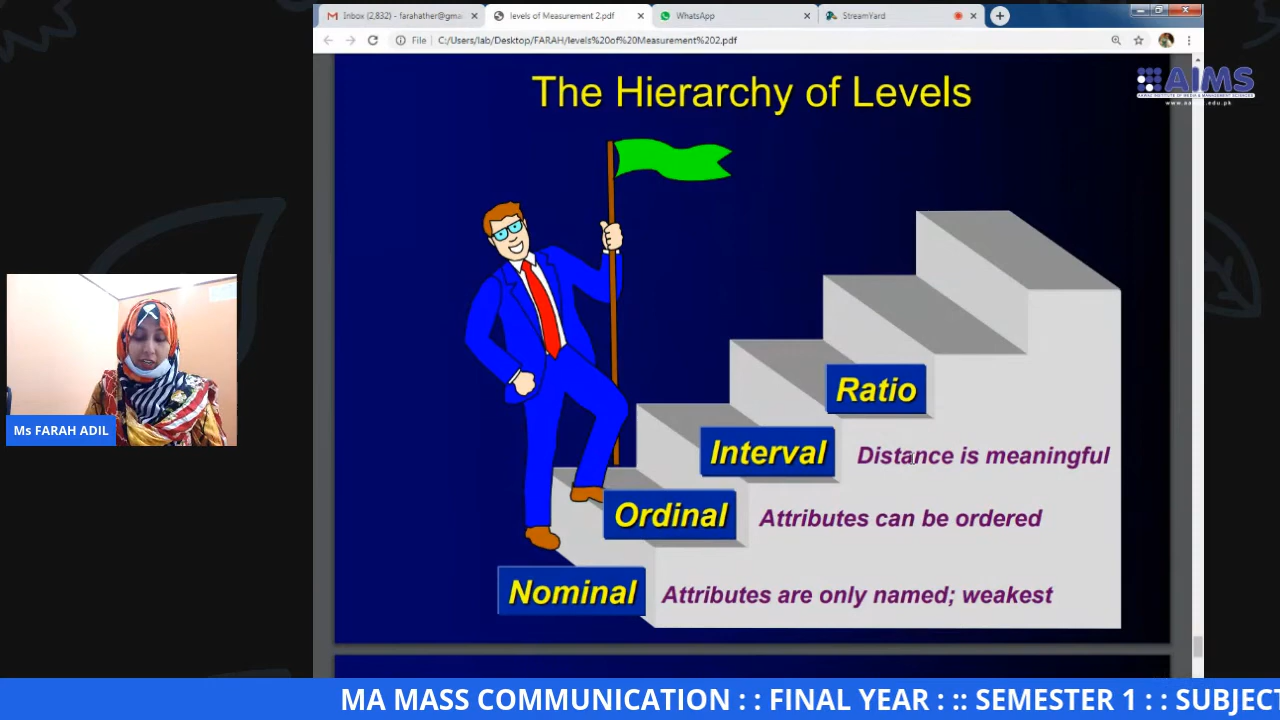 Inbox (2,832) - farahather@gmai
levels of Measurement 2.pdf
WhatsApp
StreamYard
File
C:/Users/lab/Desktop/FARAH/levels%20of%20Measurement%202.pdf
AIMS
The Hierarchy of Levels
Ratio
Interval
Distance is meaningful
Ordinal
Attributes can be ordered
Nominal
Attributes are only named; weakest
Ms FARAH ADIL
MA MASS COMMUNICATION : : FINAL YEAR : :: SEMESTER 1 : : SUBJECT